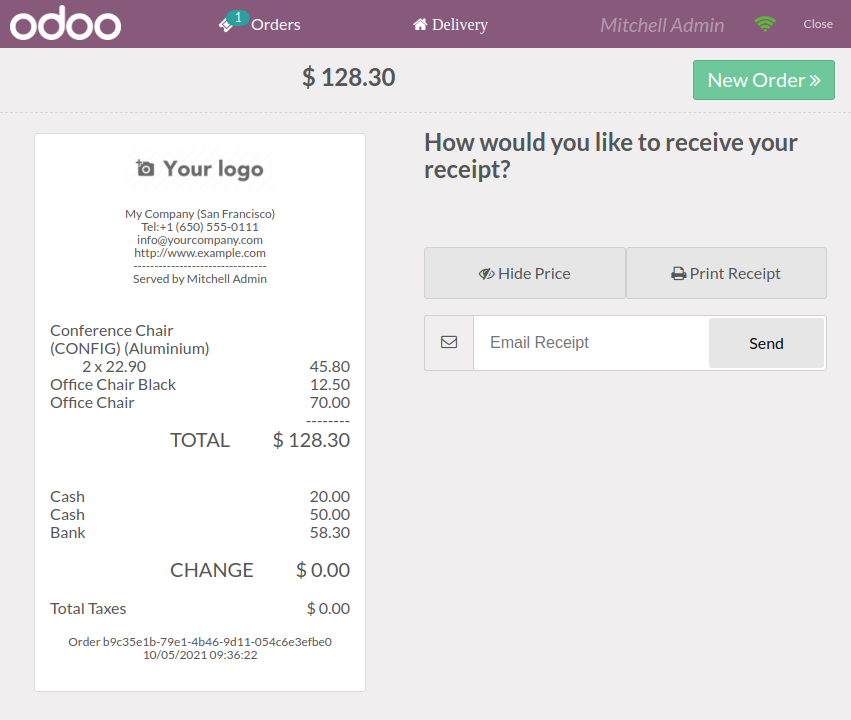 odoo
1
Orders
Delivery
Mitchell Admin
Close
$ 128.30
New Order »
Your logo
My Company (San Francisco)
Tel:+1 (650) 555-0111
info@yourcompany.com
http://www.example.com
--------------------------------
Served by Mitchell Admin
Conference Chair
(CONFIG) (Aluminium)
2 x 22.90 45.80
Office Chair Black 12.50
Office Chair 70.00
--------
TOTAL $ 128.30
Cash 20.00
Cash 50.00
Bank 58.30
CHANGE $ 0.00
Total Taxes $ 0.00
Order b9c35e1b-79e1-4b46-9d11-054c6e3efbe0
10/05/2021 09:36:22
How would you like to receive your
receipt?
Hide Price
Print Receipt
Email Receipt
Send